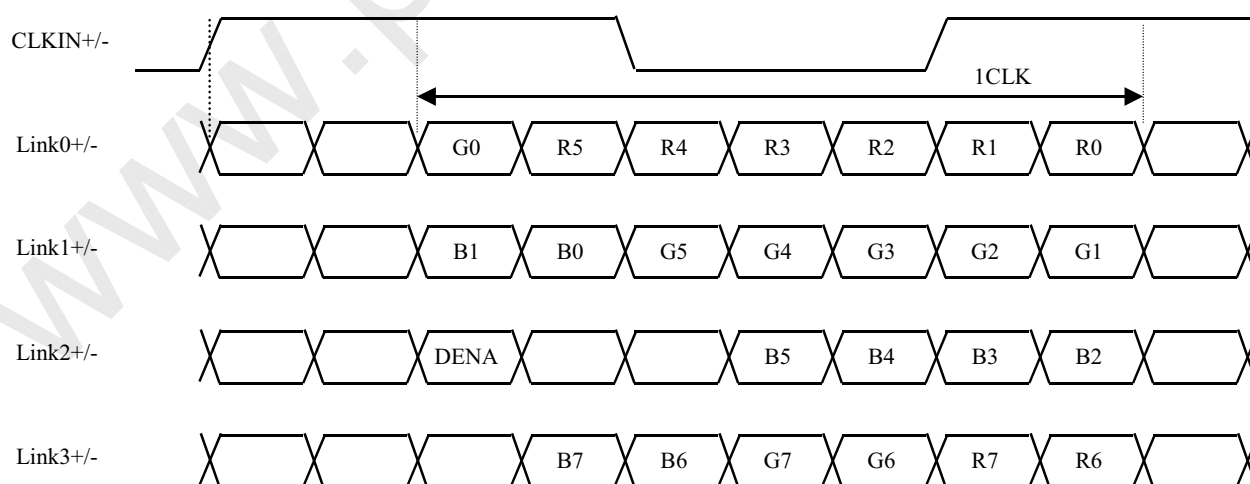 CLKIN+/-
1CLK
Link0+/- G0 R5 R4 R3 R2 R1 R0
Link1+/- B1 B0 G5 G4 G3 G2 G1
Link2+/- DENA B5 B4 B3 B2
Link3+/- B7 B6 G7 G6 R7 R6
www.p